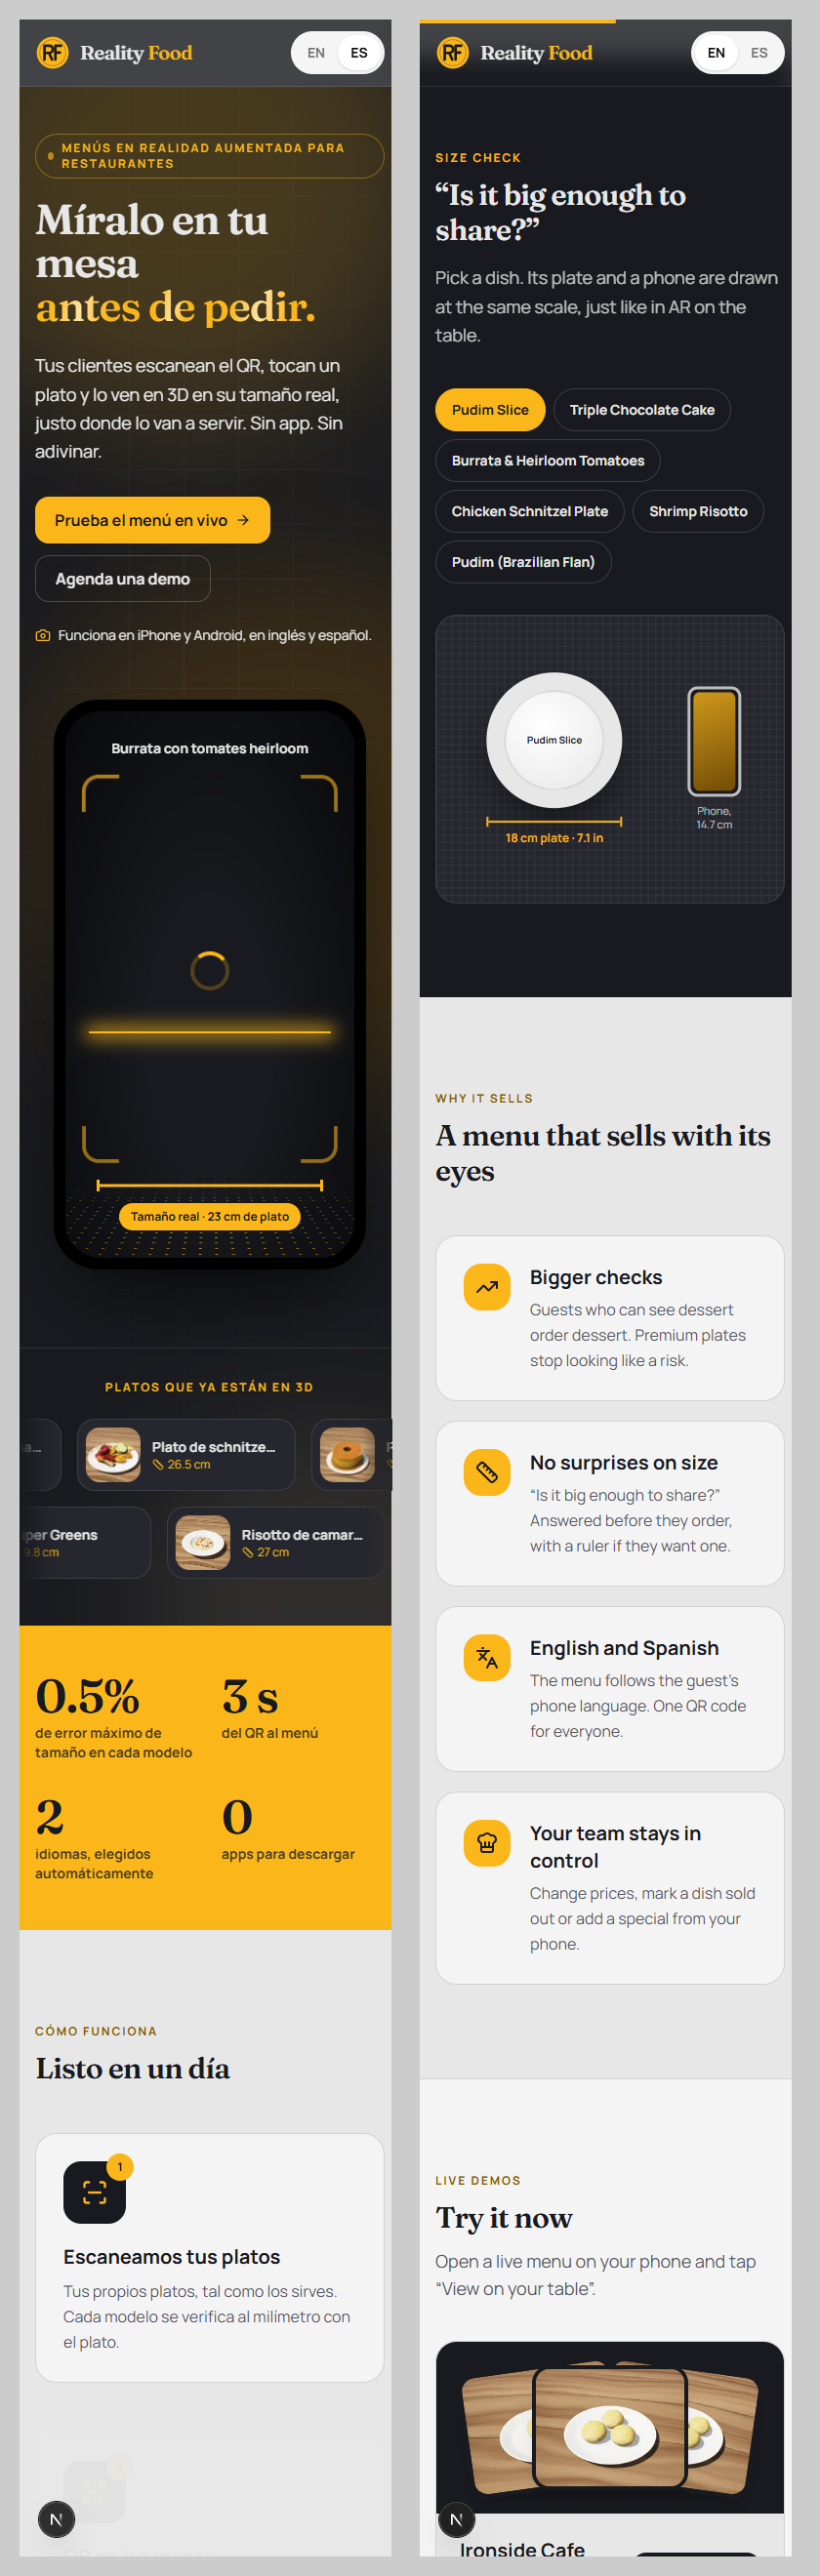 RF Reality Food
EN ES
MENÚS EN REALIDAD AUMENTADA PARA
RESTAURANTES
Míralo en tu
mesa
antes de pedir.
Tus clientes escanean el QR, tocan un
plato y lo ven en 3D en su tamaño real,
justo donde lo van a servir. Sin app. Sin
adivinar.
Prueba el menú en vivo →
Agenda una demo
Funciona en iPhone y Android, en inglés y español.
Burrata con tomates heirloom
Tamaño real · 23 cm de plato
PLATOS QUE YA ESTÁN EN 3D
a...
Plato de schnitze...
26.5 cm
per Greens
9.8 cm
Risotto de camar...
27 cm
0.5%
de error máximo de
tamaño en cada modelo
3 s
del QR al menú
2
idiomas, elegidos
automáticamente
0
apps para descargar
CÓMO FUNCIONA
Listo en un día
1
Escaneamos tus platos
Tus propios platos, tal como los sirves.
Cada modelo se verifica al milímetro con
el plato.
2
N
RF Reality Food
EN ES
SIZE CHECK
“Is it big enough to
share?”
Pick a dish. Its plate and a phone are drawn
at the same scale, just like in AR on the
table.
Pudim Slice
Triple Chocolate Cake
Burrata & Heirloom Tomatoes
Chicken Schnitzel Plate
Shrimp Risotto
Pudim (Brazilian Flan)
Pudim Slice
18 cm plate · 7.1 in
Phone,
14.7 cm
WHY IT SELLS
A menu that sells with its
eyes
Bigger checks
Guests who can see dessert
order dessert. Premium plates
stop looking like a risk.
No surprises on size
“Is it big enough to share?”
Answered before they order,
with a ruler if they want one.
English and Spanish
The menu follows the guest’s
phone language. One QR code
for everyone.
Your team stays in
control
Change prices, mark a dish sold
out or add a special from your
phone.
LIVE DEMOS
Try it now
Open a live menu on your phone and tap
“View on your table”.
Ironside Cafe
N